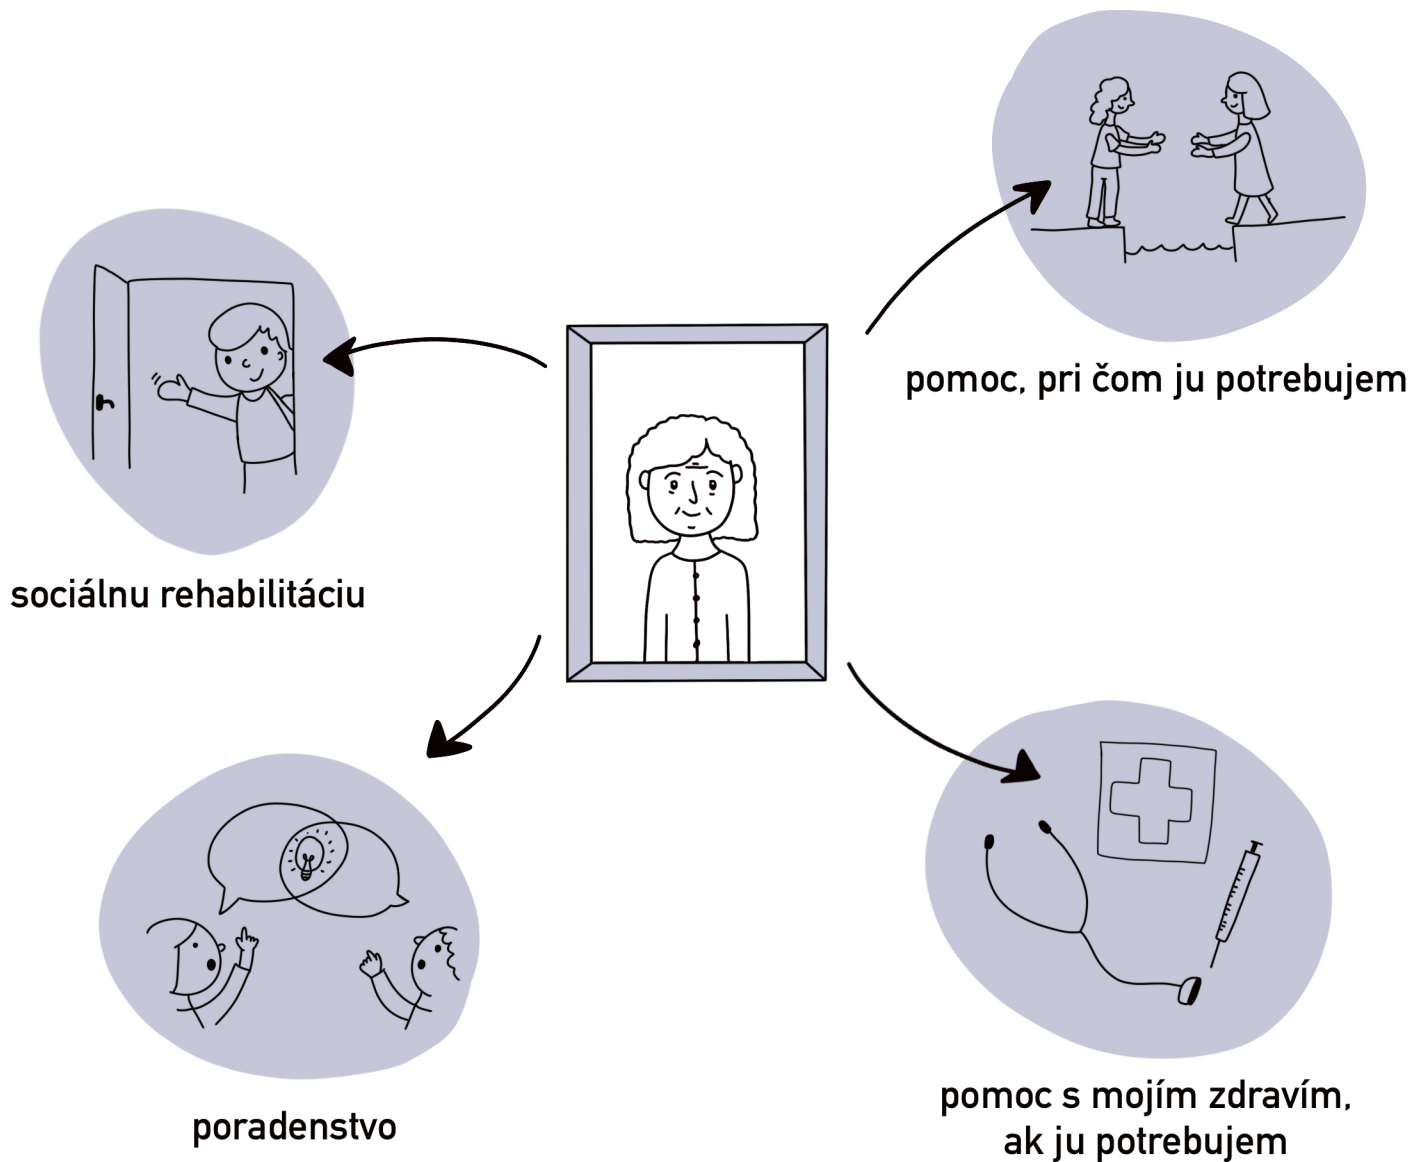 pomoc, pri čom ju potrebujem
sociálnu rehabilitáciu
poradenstvo
pomoc s mojím zdravím,
ak ju potrebujem